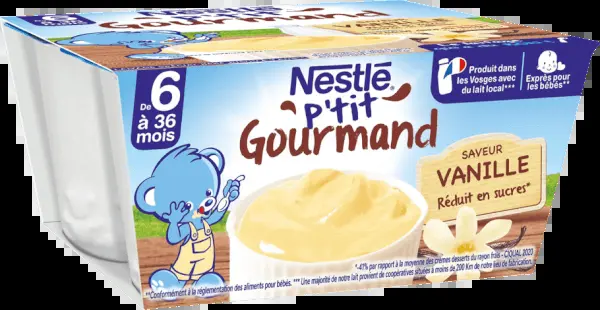 De
6
à 36
mois
Nestlé
P'tit
Gourmand
Produit dans
les Vosges avec
du lait local***
Exprès pour
les bébés**
SAVEUR
VANILLE
Réduit en sucres*
*-41% par rapport à la moyenne des crèmes desserts du rayon frais - CIQUAL 2020
**Conformément à la réglementation des aliments pour bébés. *** Une majorité de notre lait provient de coopératives situées à moins de 200 Km de notre lieu de fabrication.